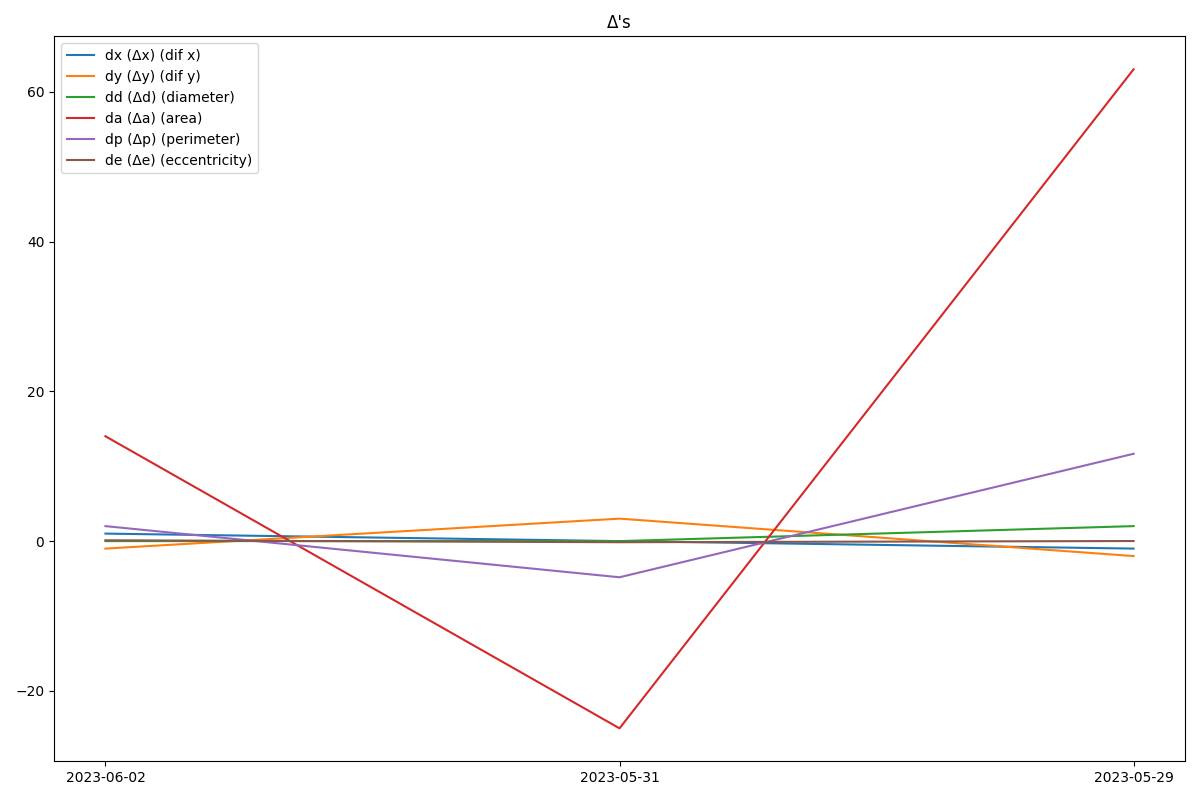 Δ's
dx (Δx) (dif x)
dy (Δy) (dif y)
dd (Δd) (diameter)
da (Δa) (area)
dp (Δp) (perimeter)
de (Δe) (eccentricity)
60
40
20
0
−20
2023-06-02
2023-05-31
2023-05-29